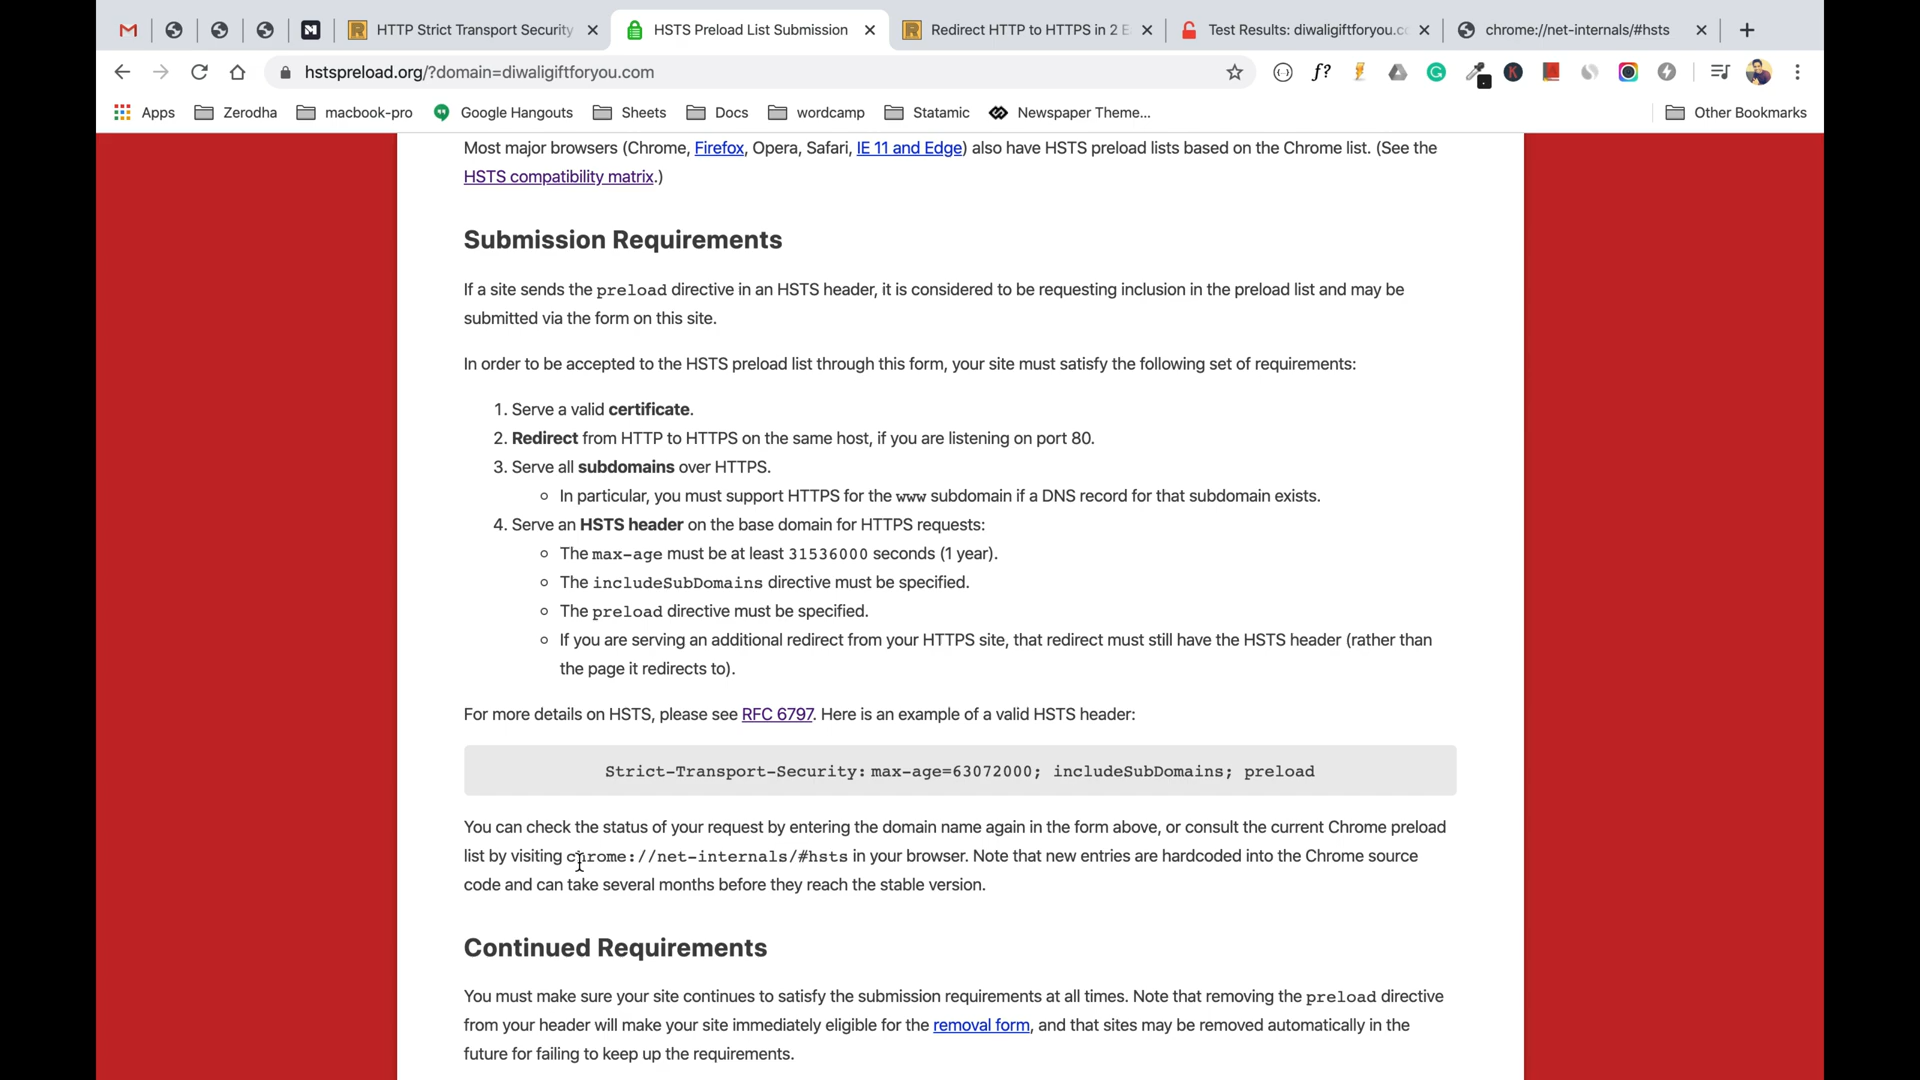 HTTP Strict Transport Security
HSTS Preload List Submission
Redirect HTTP to HTTPS in 2 E
Test Results: diwaligiftforyou.co
chrome://net-internals/#hsts
hstspreload.org/?domain=diwaligiftforyou.com
Apps Zerodha macbook-pro Google Hangouts Sheets Docs wordcamp Statamic Newspaper Theme... Other Bookmarks
Most major browsers (Chrome, Firefox, Opera, Safari, IE 11 and Edge) also have HSTS preload lists based on the Chrome list. (See the
HSTS compatibility matrix.)
Submission Requirements
If a site sends the preload directive in an HSTS header, it is considered to be requesting inclusion in the preload list and may be
submitted via the form on this site.
In order to be accepted to the HSTS preload list through this form, your site must satisfy the following set of requirements:
1. Serve a valid certificate.
2. Redirect from HTTP to HTTPS on the same host, if you are listening on port 80.
3. Serve all subdomains over HTTPS.
In particular, you must support HTTPS for the www subdomain if a DNS record for that subdomain exists.
4. Serve an HSTS header on the base domain for HTTPS requests:
The max-age must be at least 31536000 seconds (1 year).
The includeSubDomains directive must be specified.
The preload directive must be specified.
If you are serving an additional redirect from your HTTPS site, that redirect must still have the HSTS header (rather than
the page it redirects to).
For more details on HSTS, please see RFC 6797. Here is an example of a valid HSTS header:
Strict-Transport-Security: max-age=63072000; includeSubDomains; preload
You can check the status of your request by entering the domain name again in the form above, or consult the current Chrome preload
list by visiting chrome://net-internals/#hsts in your browser. Note that new entries are hardcoded into the Chrome source
code and can take several months before they reach the stable version.
Continued Requirements
You must make sure your site continues to satisfy the submission requirements at all times. Note that removing the preload directive
from your header will make your site immediately eligible for the removal form, and that sites may be removed automatically in the
future for failing to keep up the requirements.